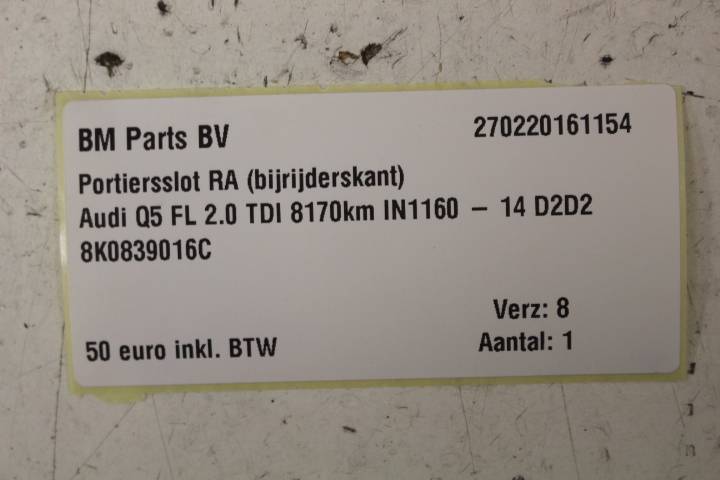 BM Parts BV 270220161154
Portiersslot RA (bijrijderskant)
Audi Q5 FL 2.0 TDI 8170km IN1160 – 14 D2D2
8K0839016C
Verz: 8
50 euro inkl. BTW Aantal: 1